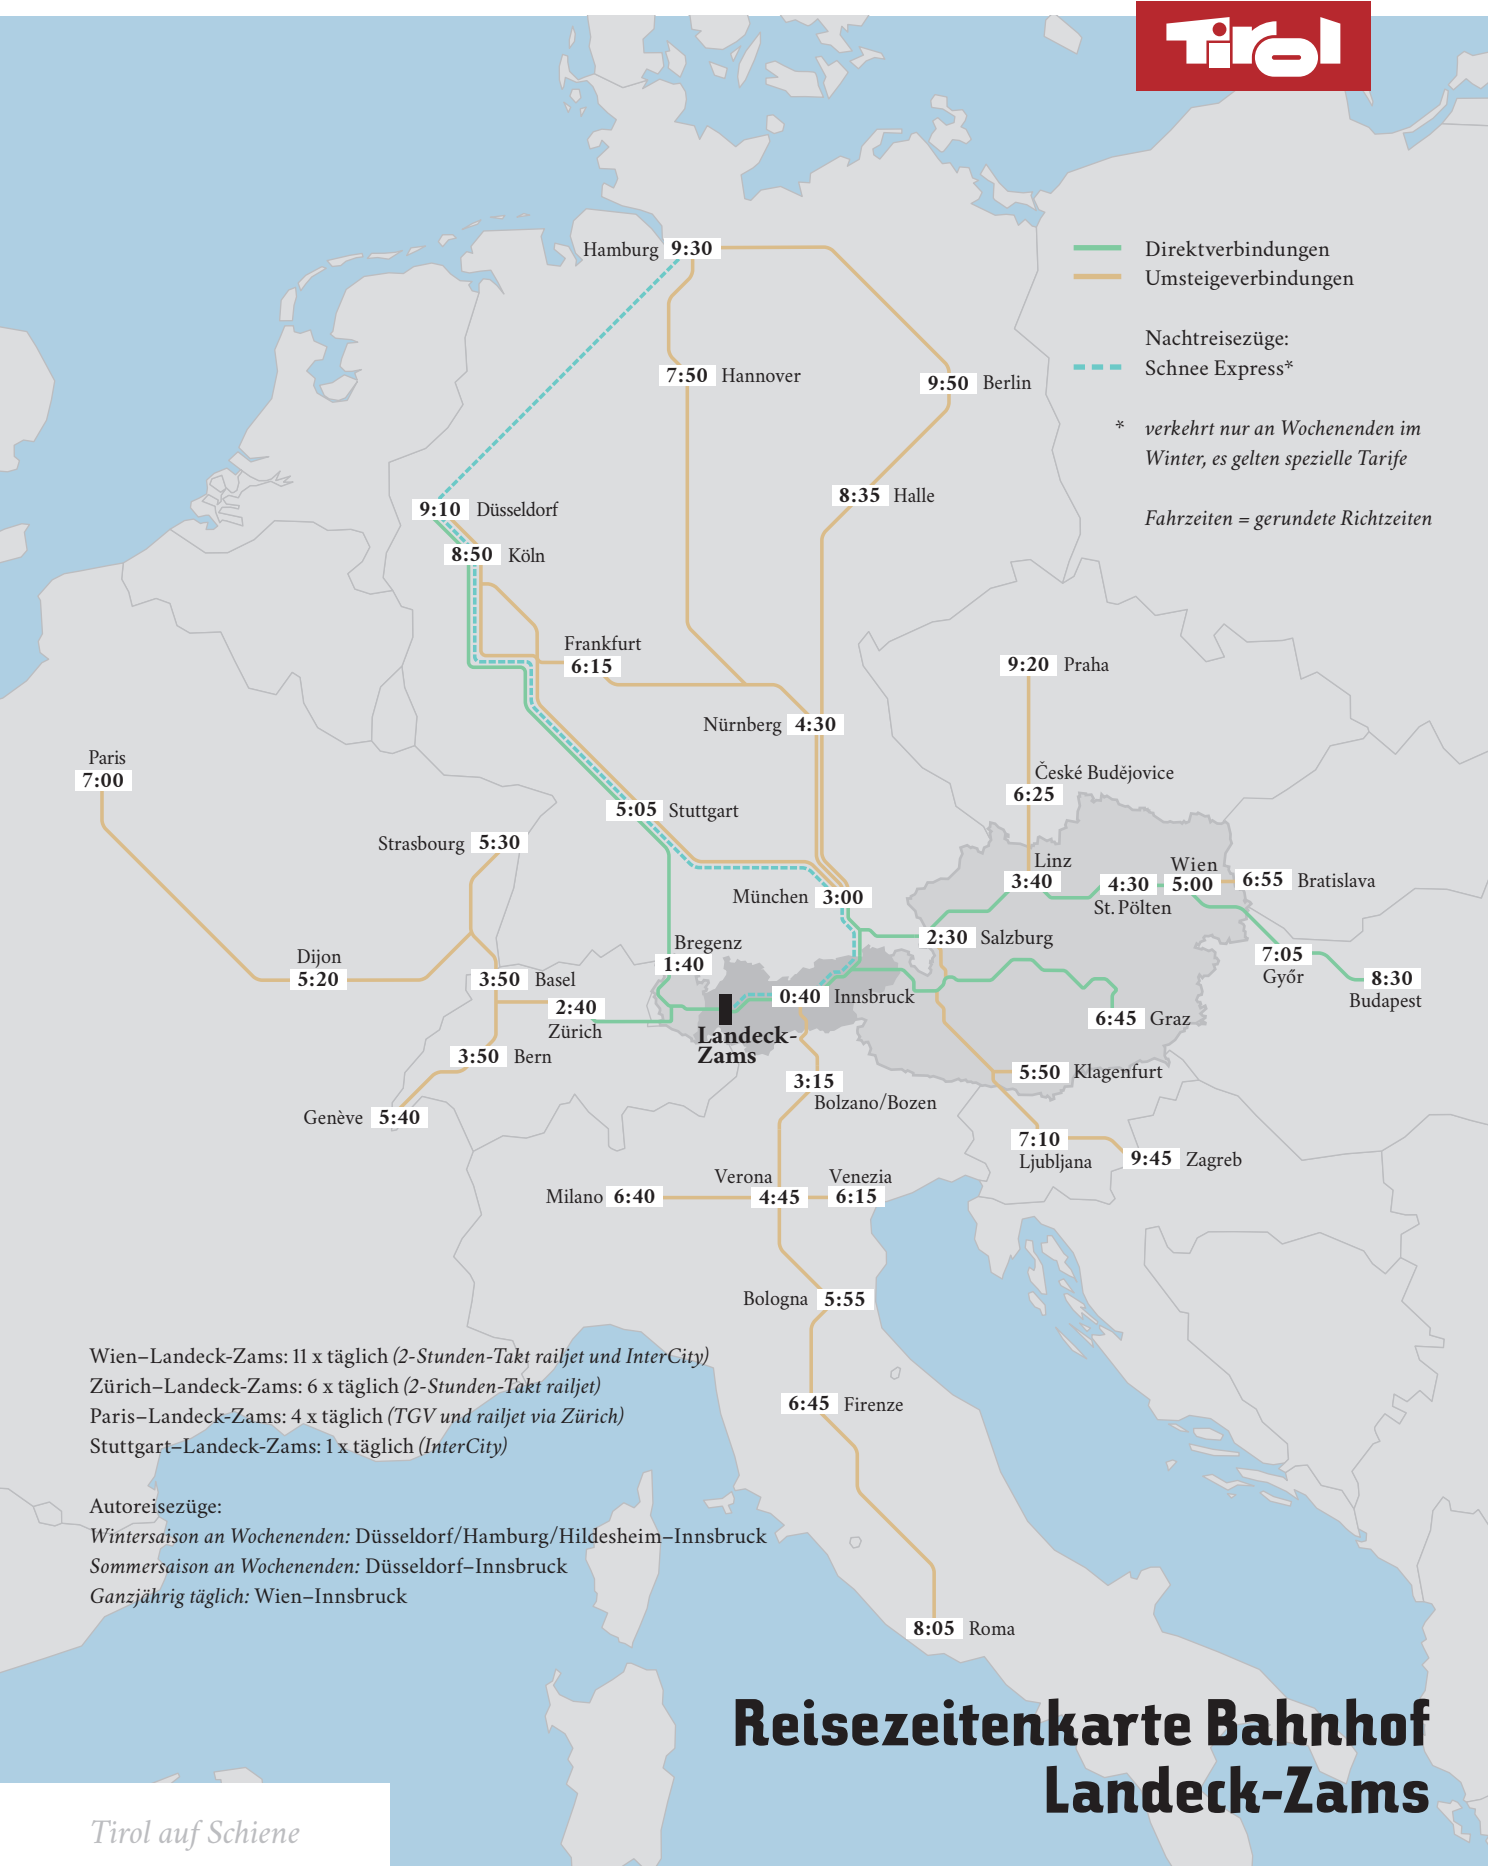 Tirol
Hamburg 9:30
Direktverbindungen
Umsteigeverbindungen
Nachtreisezüge:
Schnee Express*
* verkehrt nur an Wochenenden im
Winter, es gelten spezielle Tarife
Fahrzeiten = gerundete Richtzeiten
7:50 Hannover
9:50 Berlin
8:35 Halle
9:10 Düsseldorf
8:50 Köln
Frankfurt
6:15
9:20 Praha
Nürnberg 4:30
Paris
7:00
České Budějovice
6:25
5:05 Stuttgart
Strasbourg 5:30
Linz
3:40
4:30
St. Pölten
Wien
5:00
6:55 Bratislava
München 3:00
2:30 Salzburg
Bregenz
1:40
7:05
Győr
8:30
Budapest
Dijon
5:20
3:50 Basel
2:40
Zürich
0:40 Innsbruck
6:45 Graz
Landeck-
Zams
3:50 Bern
5:50 Klagenfurt
3:15
Bolzano/Bozen
Genève 5:40
7:10
Ljubljana
9:45 Zagreb
Milano 6:40
Verona
4:45
Venezia
6:15
Bologna 5:55
Wien–Landeck-Zams: 11 x täglich (2-Stunden-Takt railjet und InterCity)
Zürich–Landeck-Zams: 6 x täglich (2-Stunden-Takt railjet)
Paris–Landeck-Zams: 4 x täglich (TGV und railjet via Zürich)
Stuttgart–Landeck-Zams: 1 x täglich (InterCity)
6:45 Firenze
Autoreisezüge:
Wintersaison an Wochenenden: Düsseldorf/Hamburg/Hildesheim–Innsbruck
Sommersaison an Wochenenden: Düsseldorf–Innsbruck
Ganzjährig täglich: Wien–Innsbruck
8:05 Roma
Reisezeitenkarte Bahnhof
Landeck-Zams
Tirol auf Schiene